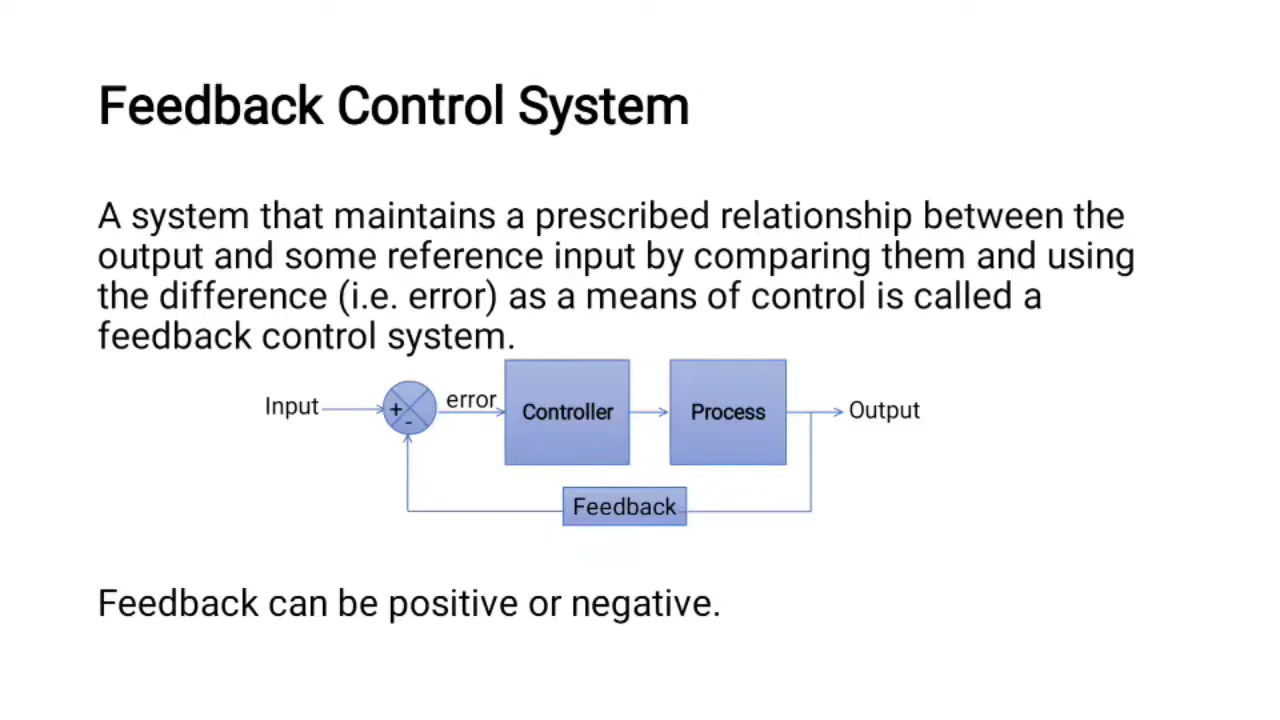 Feedback Control System
A system that maintains a prescribed relationship between the
output and some reference input by comparing them and using
the difference (i.e. error) as a means of control is called a
feedback control system.
Input
+
-
error
Controller
Process
Output
Feedback
Feedback can be positive or negative.